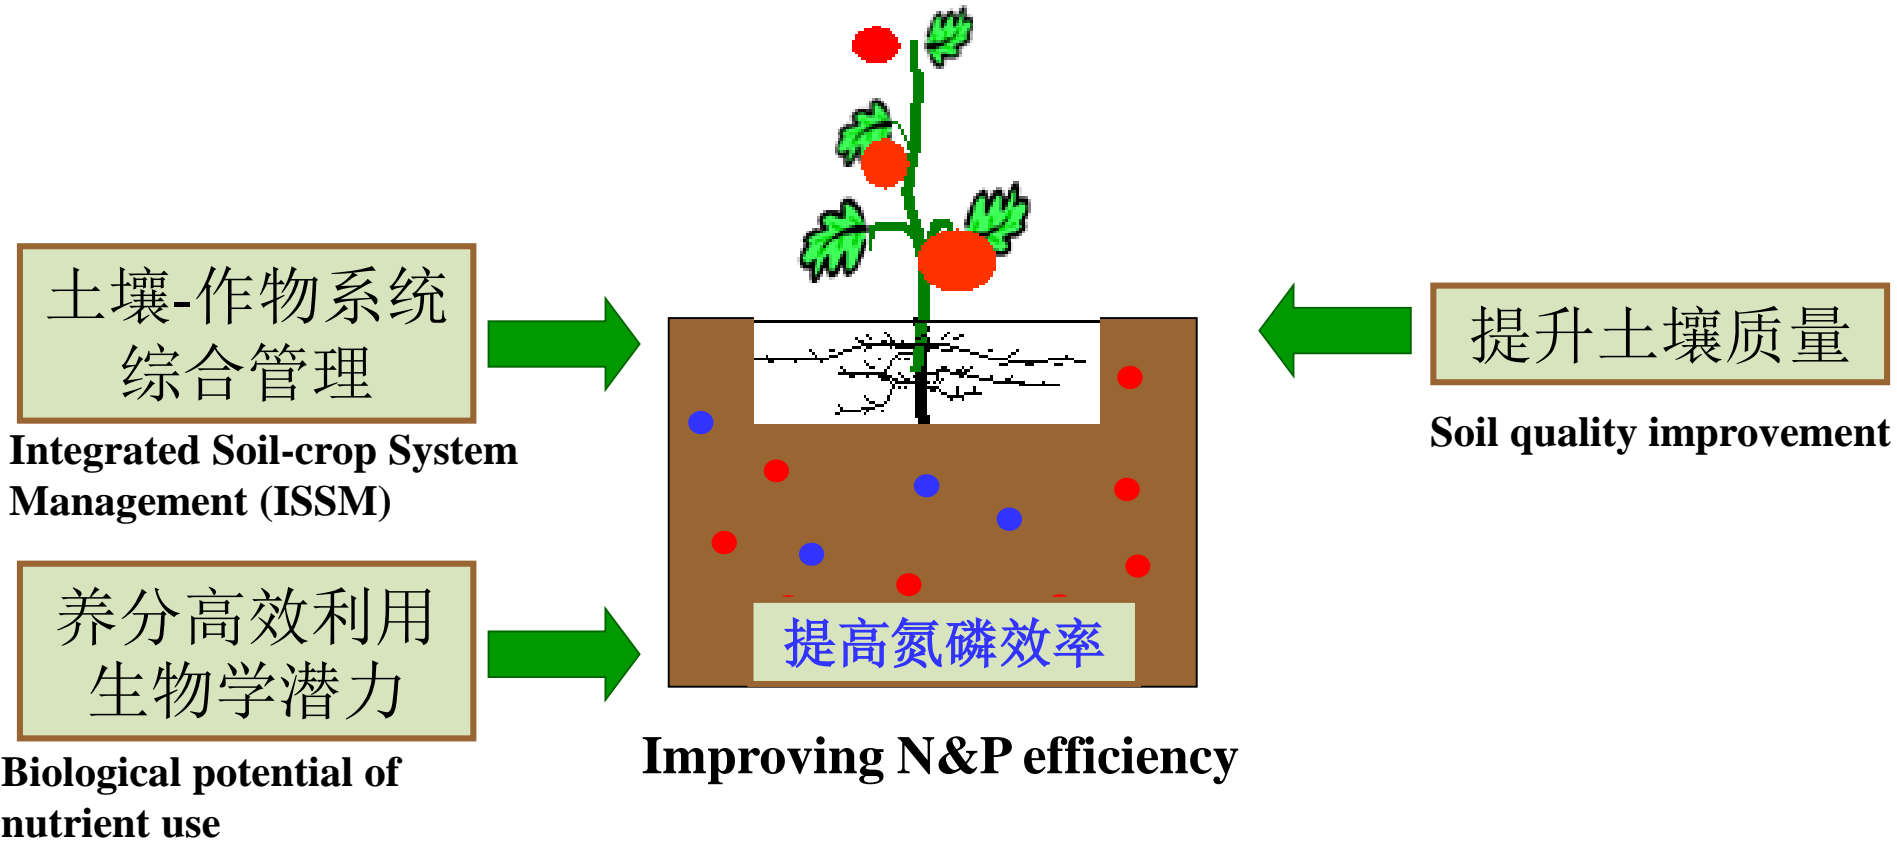 土壤-作物系统
综合管理
Integrated Soil-crop System
Management (ISSM)
养分高效利用
生物学潜力
Biological potential of
nutrient use
提高氮磷效率
Improving N&P efficiency
提升土壤质量
Soil quality improvement